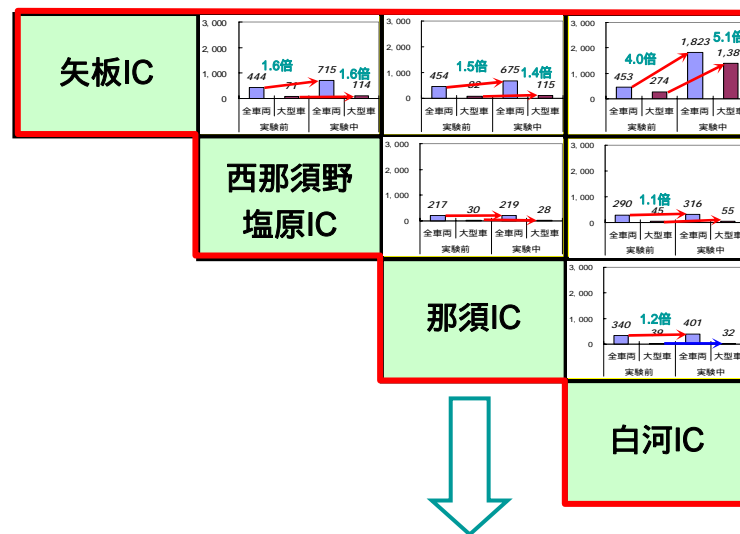 矢板IC
3,000
2,000
1,000
0
444
71
715
114
1.6倍
1.6倍
全車両 大型車 全車両 大型車
実験前 実験中
3,000
2,000
1,000
0
454
82
675
115
1.5倍
1.4倍
全車両 大型車 全車両 大型車
実験前 実験中
3,000
2,000
1,000
0
453
274
1,823
4.0倍
5.1倍
全車両 大型車 全車両 大型車
実験前 実験中
西那須野
塩原IC
3,000
2,000
1,000
0
217
30
219
28
全車両 大型車 全車両 大型車
実験前 実験中
3,000
2,000
1,000
0
290
45
316
55
1.1倍
全車両 大型車 全車両 大型車
実験前 実験中
那須IC
3,000
2,000
1,000
0
340
39
401
32
1.2倍
全車両 大型車 全車両 大型車
実験前 実験中
白河IC